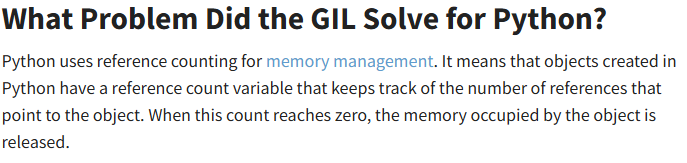 What Problem Did the GIL Solve for Python?
Python uses reference counting for memory management. It means that objects created in
Python have a reference count variable that keeps track of the number of references that
point to the object. When this count reaches zero, the memory occupied by the object is
released.